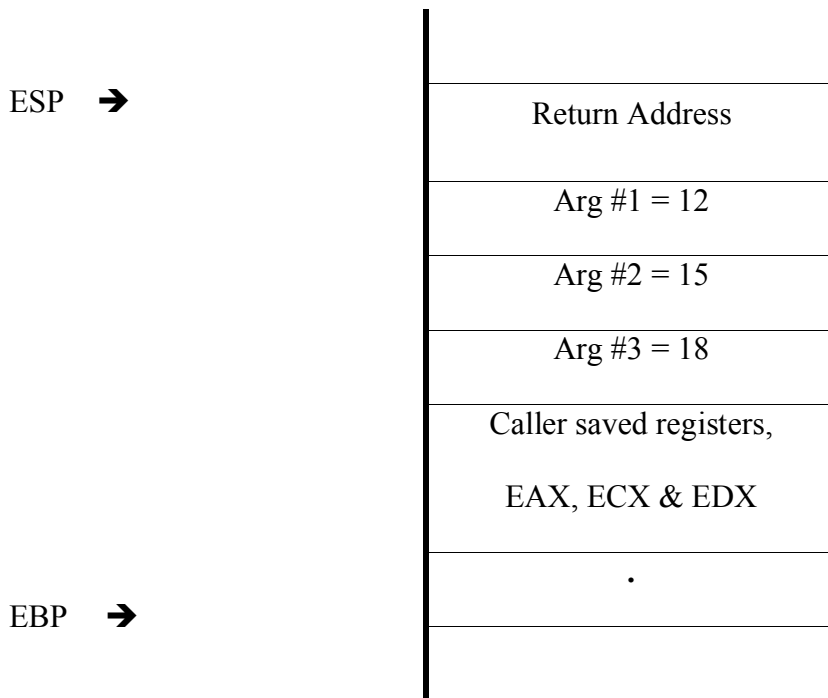 ESP ➔
Return Address
Arg #1 = 12
Arg #2 = 15
Arg #3 = 18
Caller saved registers,
EAX, ECX & EDX
.
EBP ➔